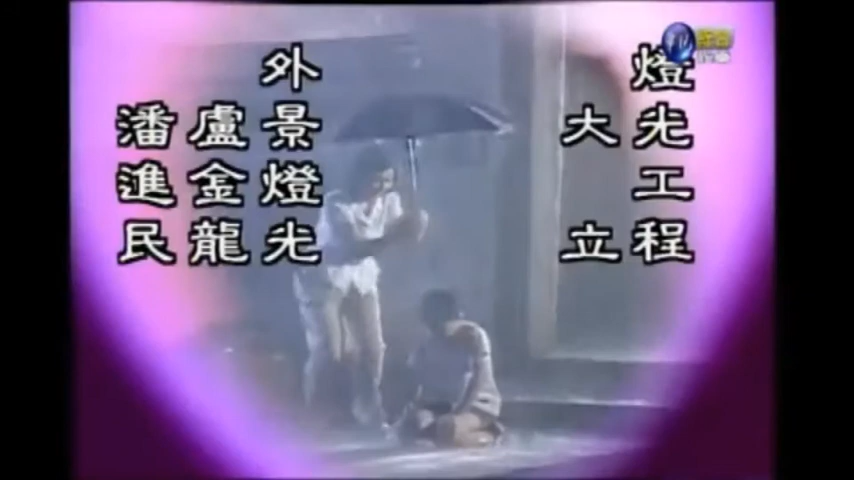 燈光工程
大立
外景燈光
盧金龍
潘進民